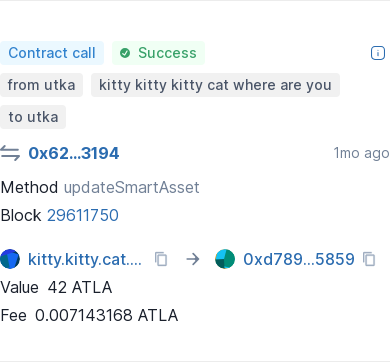 Contract call Success
from utka kitty kitty kitty cat where are you
to utka
0x62...3194 1mo ago
Method updateSmartAsset
Block 29611750
kitty.kitty.cat.... → 0xd789...5859
Value 42 ATLA
Fee 0.007143168 ATLA